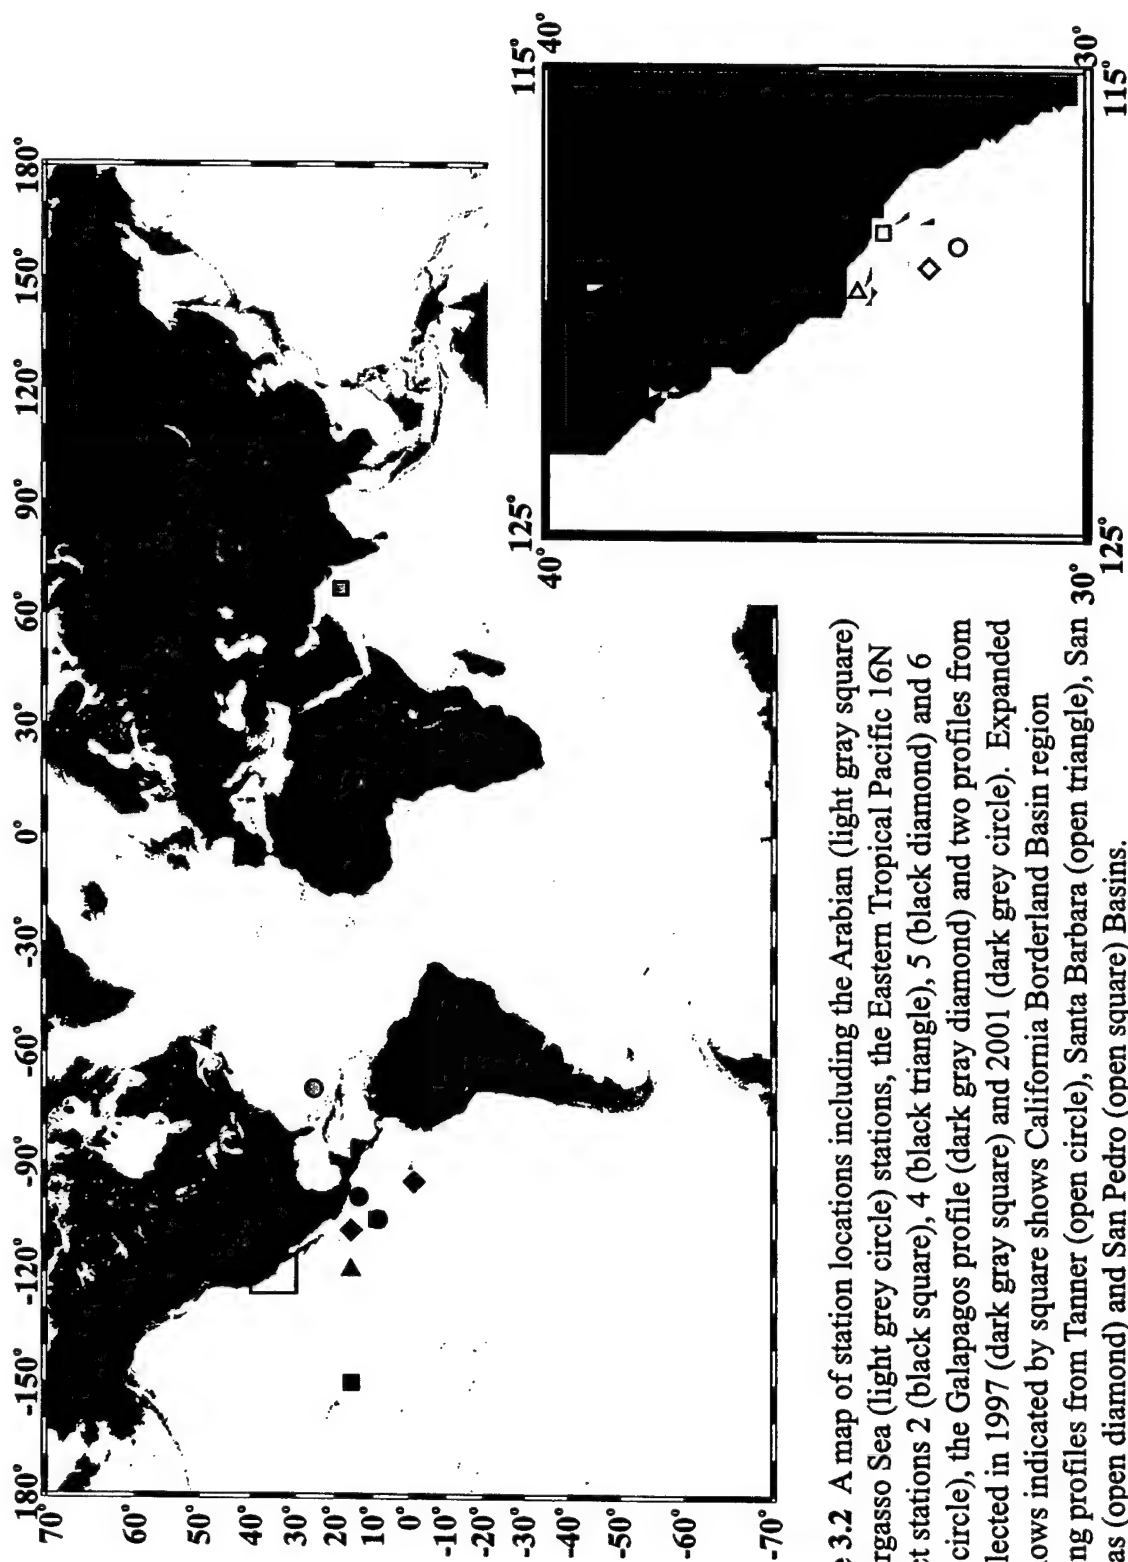 180° -150° -120° -90° -60° -30° 0° 30° 60° 90° 120° 150° 180°
70°
60°
50°
40°
30°
20°
10°
0°
-10°
-20°
-30°
-40°
-50°
-60°
-70°
125° 115°
40° 40°
30° 30°
125° 115°
e 3.2 A map of station locations including the Arabian (light gray square)
rgasso Sea (light grey circle) stations, the Eastern Tropical Pacific 16N
ct stations 2 (black square), 4 (black triangle), 5 (black diamond) and 6
circle), the Galapagos profile (dark gray diamond) and two profiles from
lected in 1997 (dark gray square) and 2001 (dark grey circle). Expanded
ows indicated by square shows California Borderland Basin region
ng profiles from Tanner (open circle), Santa Barbara (open triangle), San
as (open diamond) and San Pedro (open square) Basins.